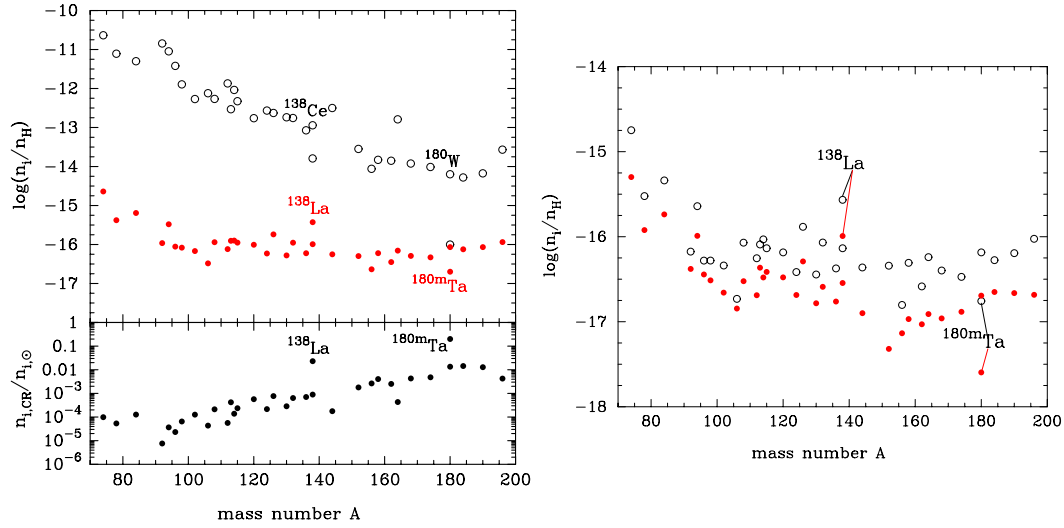 −10
−11
−12
−13
−14
−15
−16
−17
log(n_i/n_H)
138Ce
180W
138La
180mTa
1
0.1
0.01
10−3
10−4
10−5
10−6
n_i,CR/n_i,⊙
138La
180mTa
80 100 120 140 160 180 200
mass number A
−14
−15
−16
−17
−18
log(n_i/n_H)
138La
180mTa
80 100 120 140 160 180 200
mass number A